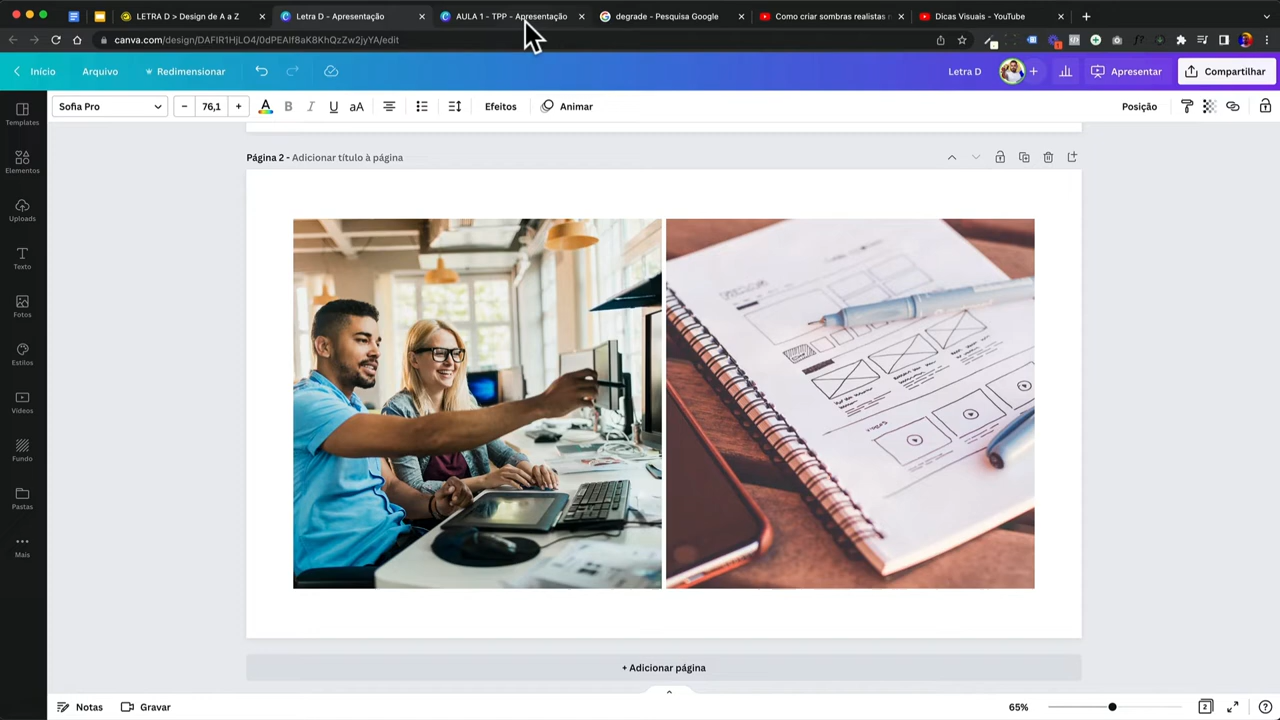 LETRA D > Design de A a Z
Letra D - Apresentação
AULA 1 - TPP - Apresentação
degrade - Pesquisa Google
Como criar sombras realistas n
Dicas Visuais - YouTube
canva.com/design/DAFIR1HjLO4/0dPEAIf8aK8KhQzZw2jyYA/edit
Início
Arquivo
Redimensionar
Letra D
Apresentar
Compartilhar
Sofia Pro
76,1
A
B
I
U
aA
Efeitos
Animar
Posição
Templates
Elementos
Uploads
Texto
Fotos
Estilos
Vídeos
Fundo
Pastas
Mais
Página 2 - Adicionar título à página
+ Adicionar página
Notas
Gravar
65%
2